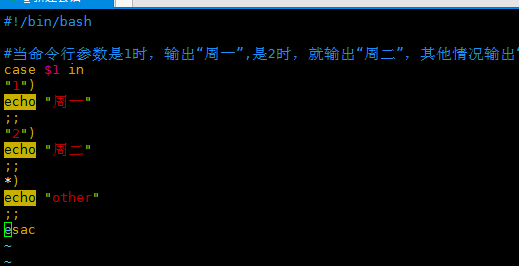 #!/bin/bash
#当命令行参数是1时，输出“周一”,是2时，就输出“周二”，其他情况输出“
case $1 in
"1")
echo "周一"
;;
"2")
echo "周二"
;;
*)
echo "other"
;;
esac
~
~